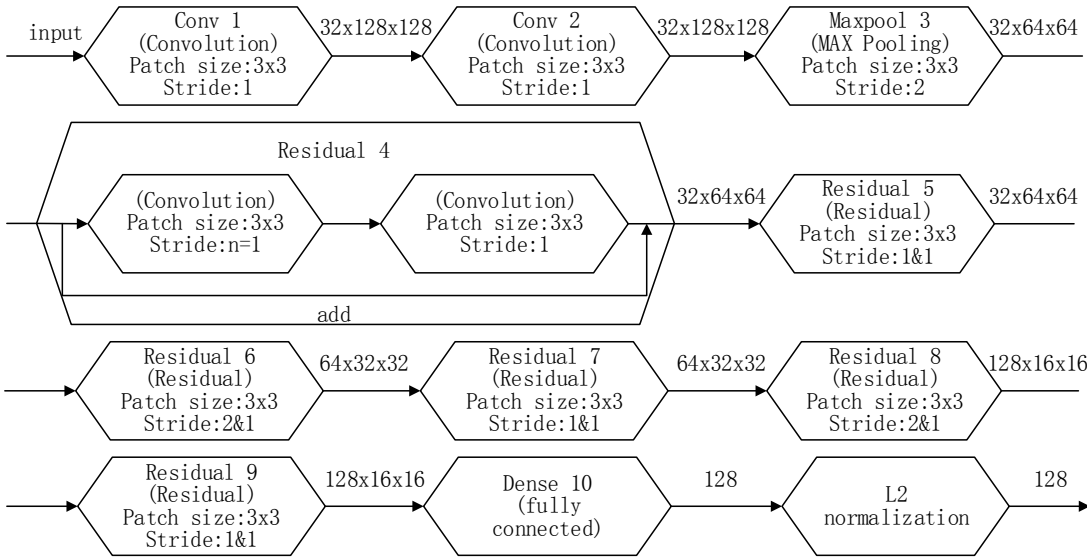 input
Conv 1
(Convolution)
Patch size:3x3
Stride:1
32x128x128
Conv 2
(Convolution)
Patch size:3x3
Stride:1
32x128x128
Maxpool 3
(MAX Pooling)
Patch size:3x3
Stride:2
32x64x64
Residual 4
(Convolution)
Patch size:3x3
Stride:n=1
(Convolution)
Patch size:3x3
Stride:1
add
32x64x64
Residual 5
(Residual)
Patch size:3x3
Stride:1&1
32x64x64
Residual 6
(Residual)
Patch size:3x3
Stride:2&1
64x32x32
Residual 7
(Residual)
Patch size:3x3
Stride:1&1
64x32x32
Residual 8
(Residual)
Patch size:3x3
Stride:2&1
128x16x16
Residual 9
(Residual)
Patch size:3x3
Stride:1&1
128x16x16
Dense 10
(fully
connected)
128
L2
normalization
128